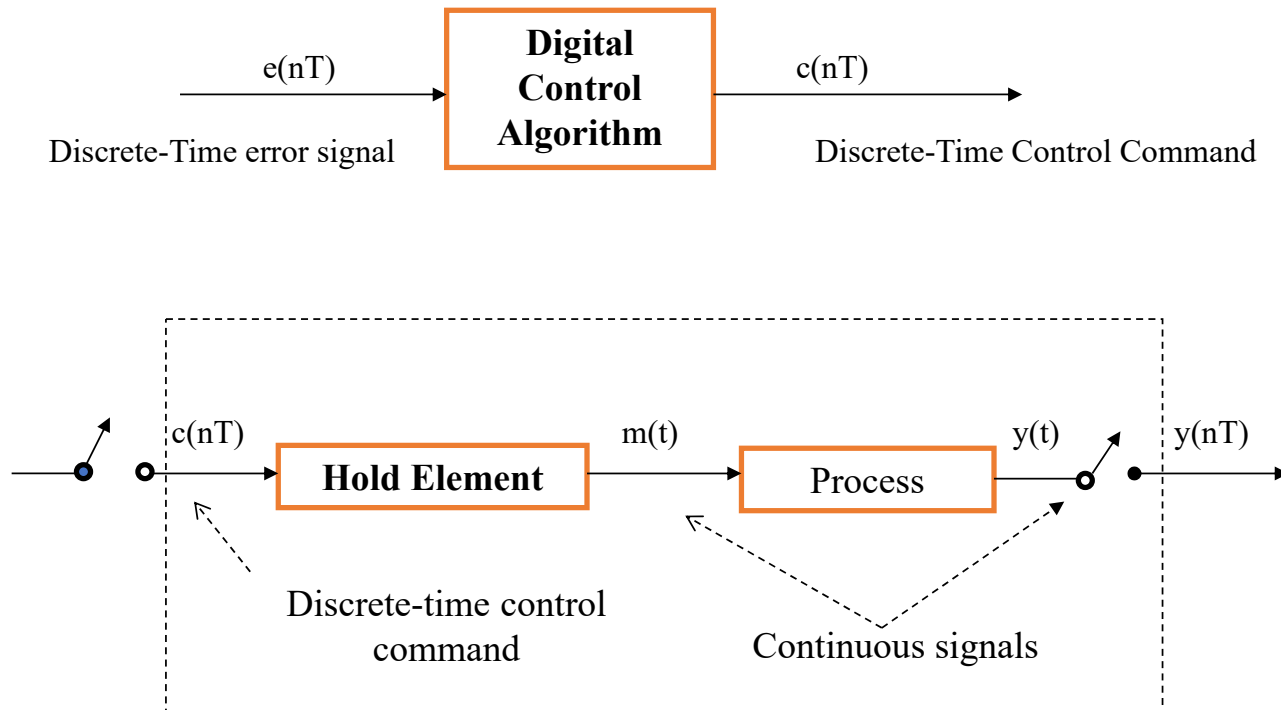 e(nT)
Digital
Control
Algorithm
c(nT)
Discrete-Time error signal
Discrete-Time Control Command
c(nT)
Hold Element
m(t)
Process
y(t)
y(nT)
Discrete-time control
command
Continuous signals